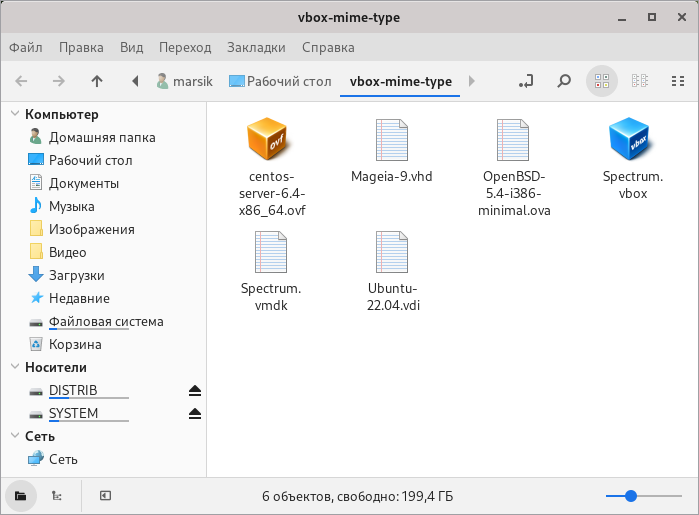 vbox-mime-type
Файл Правка Вид Переход Закладки Справка
marsik Рабочий стол vbox-mime-type
Компьютер
Домашняя папка
Рабочий стол
Документы
Музыка
Изображения
Видео
Загрузки
Недавние
Файловая система
Корзина
Носители
DISTRIB
SYSTEM
Сеть
Сеть
ovf
centos-
server-6.4-
x86_64.ovf
Mageia-9.vhd
OpenBSD-
5.4-i386-
minimal.ova
vbox
Spectrum.
vbox
Spectrum.
vmdk
Ubuntu-
22.04.vdi
6 объектов, свободно: 199,4 ГБ